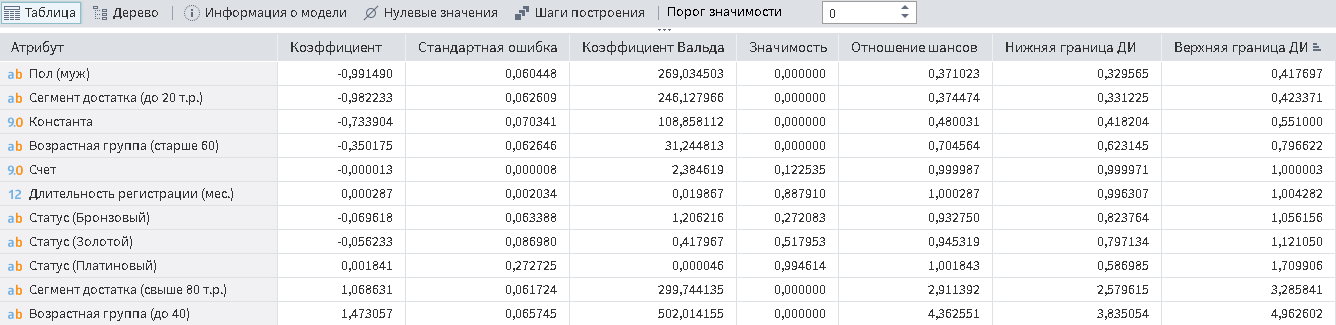 Таблица Дерево Информация о модели Нулевые значения Шаги построения Порог значимости 0
Атрибут Коэффициент Стандартная ошибка Коэффициент Вальда Значимость Отношение шансов Нижняя граница ДИ Верхняя граница ДИ
ab Пол (муж) -0,991490 0,060448 269,034503 0,000000 0,371023 0,329565 0,417697
ab Сегмент достатка (до 20 т.р.) -0,982233 0,062609 246,127966 0,000000 0,374474 0,331225 0,423371
9.0 Константа -0,733904 0,070341 108,858112 0,000000 0,480031 0,418204 0,551000
ab Возрастная группа (старше 60) -0,350175 0,062646 31,244813 0,000000 0,704564 0,623145 0,796622
9.0 Счет -0,000013 0,000008 2,384619 0,122535 0,999987 0,999971 1,000003
12 Длительность регистрации (мес.) 0,000287 0,002034 0,019867 0,887910 1,000287 0,996307 1,004282
ab Статус (Бронзовый) -0,069618 0,063388 1,206216 0,272083 0,932750 0,823764 1,056156
ab Статус (Золотой) -0,056233 0,086980 0,417967 0,517953 0,945319 0,797134 1,121050
ab Статус (Платиновый) 0,001841 0,272725 0,000046 0,994614 1,001843 0,586985 1,709906
ab Сегмент достатка (свыше 80 т.р.) 1,068631 0,061724 299,744135 0,000000 2,911392 2,579615 3,285841
ab Возрастная группа (до 40) 1,473057 0,065745 502,014155 0,000000 4,362551 3,835054 4,962602